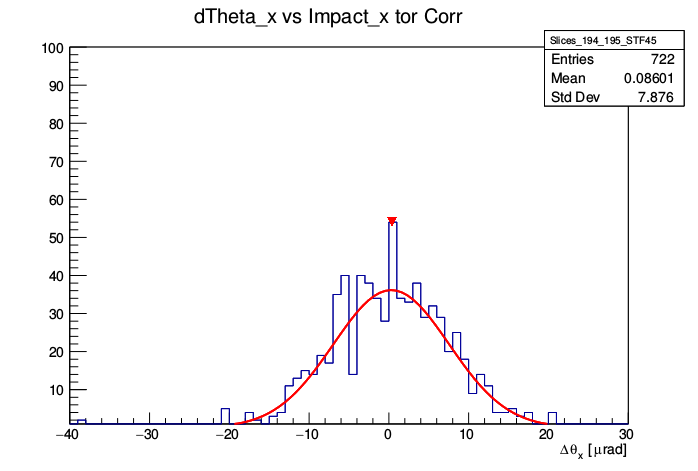 dTheta_x vs Impact_x tor Corr
Slices_194_195_STF45
Entries 722
Mean 0.08601
Std Dev 7.876
100
90
80
70
60
50
40
30
20
10
−40 −30 −20 −10 0 10 20 30
Δθx [μrad]